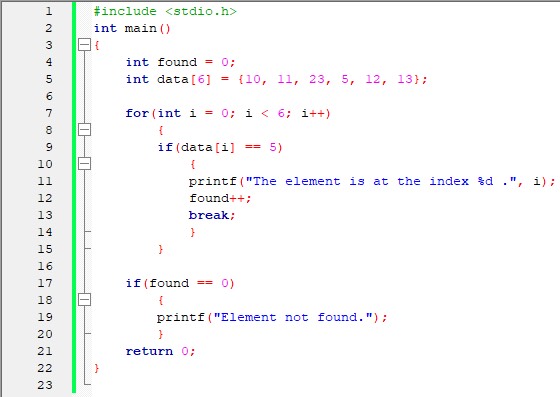 1 #include <stdio.h>
2 int main()
3 {
4 int found = 0;
5 int data[6] = {10, 11, 23, 5, 12, 13};
6
7 for(int i = 0; i < 6; i++)
8 {
9 if(data[i] == 5)
10 {
11 printf("The element is at the index %d .", i);
12 found++;
13 break;
14 }
15 }
16
17 if(found == 0)
18 {
19 printf("Element not found.");
20 }
21 return 0;
22 }
23